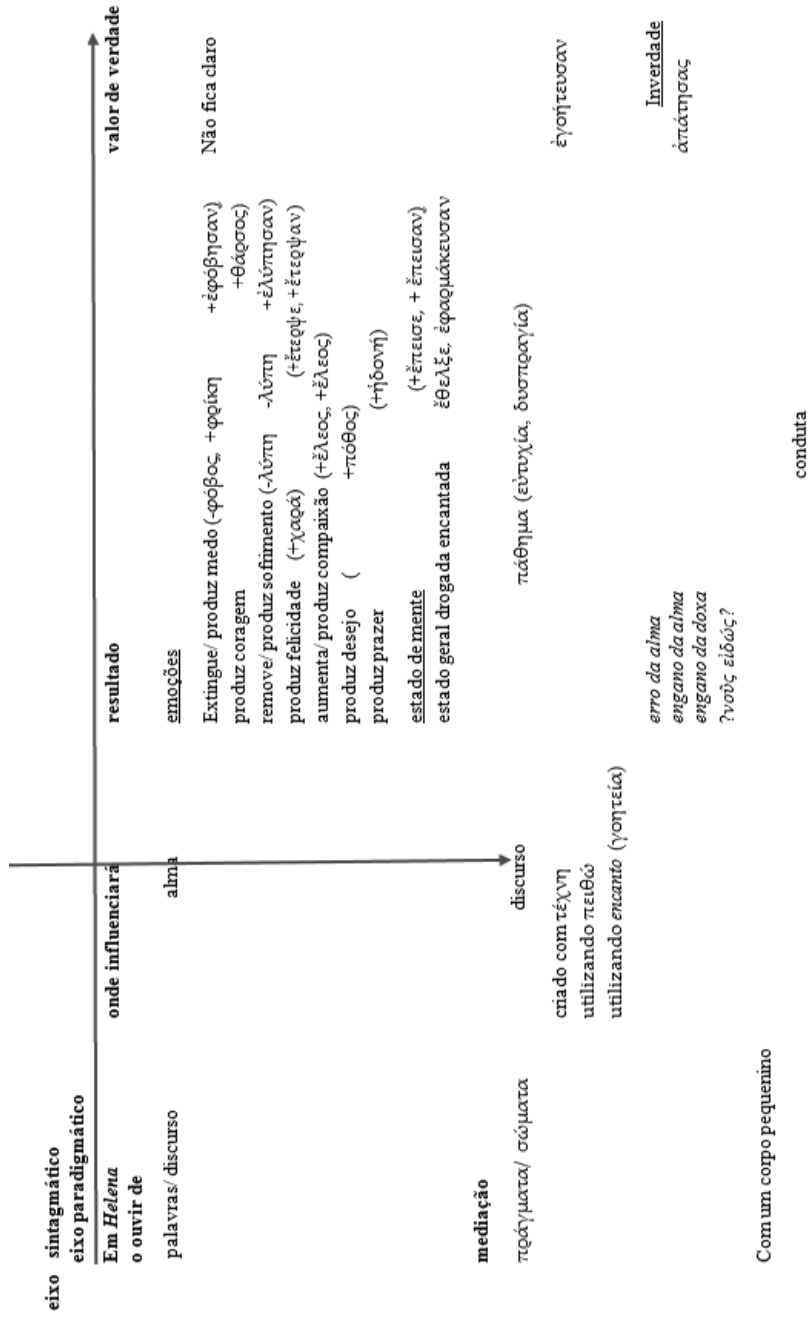 eixo sintagmático
eixo paradigmático
Em Helena onde influenciará resultado valor de verdade
o ouvir de
palavras/ discurso alma emoções
Extingue/ produz medo (-φόβος, +φρίκη +ἐφόβησαν) Não fica claro
produz coragem +θάρσος)
remove/ produz sofrimento (-λύπη -λύπη +ἐλύπησαν)
produz felicidade (+χαρά) (+ἔτερψε, +ἔτερψαν)
aumenta/ produz compaixão (+ἔλεος, +ἔλεος)
produz desejo ( +πόθος)
produz prazer (+ἡδονή)
estado de mente (+ἔπεισε, + ἔπεισαν)
estado geral drogada encantada ἔθελξε, ἐφαρμάκευσαν
mediação
πράγματα/ σώματα discurso πάθημα (εὐτυχία, δυσπραγία)
criado com τέχνη ἐγοήτευσαν
utilizando πειθώ
utilizando encanto (γοητεία)
erro da alma Inverdade
engano da alma ἀπάτησας
engano da doxa
?νοῦς εἰδώς?
Com um corpo pequenino conduta